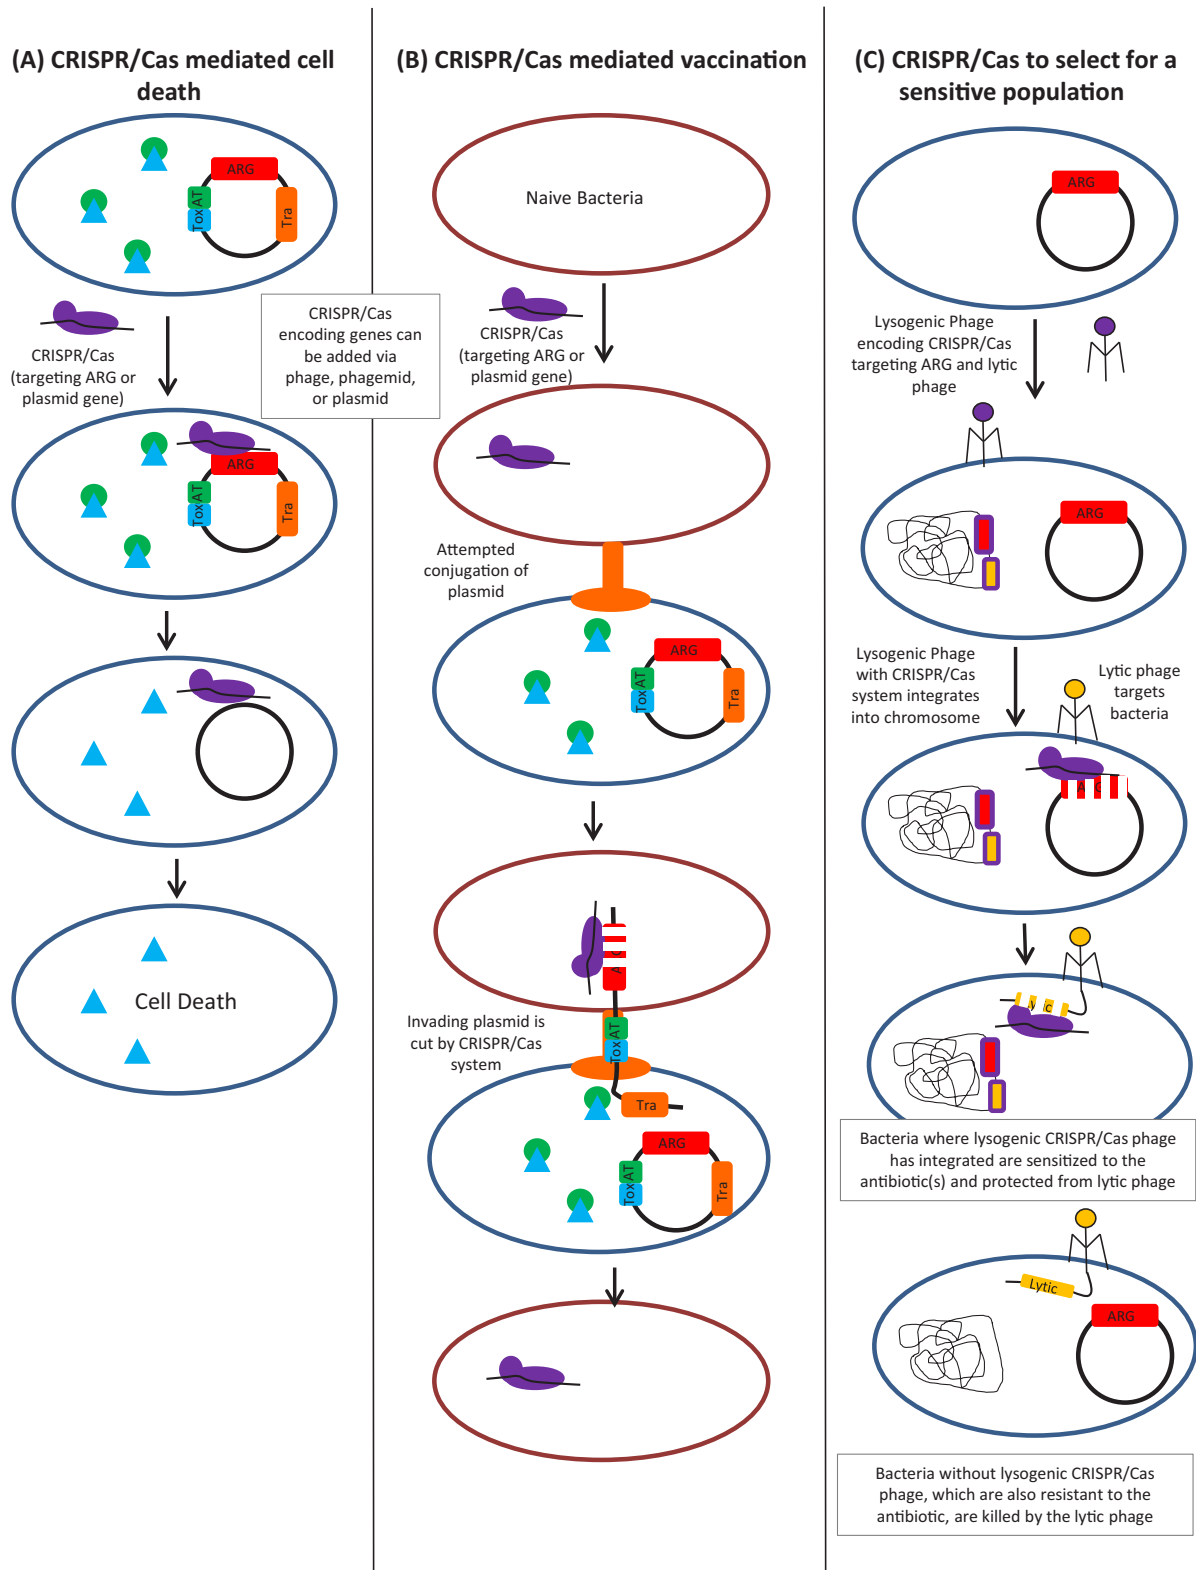 (A) CRISPR/Cas mediated cell
death
ARG
AT
Tox
Tra
CRISPR/Cas
(targeting ARG or
plasmid gene)
CRISPR/Cas
encoding genes can
be added via
phage, phagemid,
or plasmid
ARG
AT
Tox
Tra
Cell Death
(B) CRISPR/Cas mediated vaccination
Naive Bacteria
CRISPR/Cas
(targeting ARG or
plasmid gene)
Attempted
conjugation of
plasmid
ARG
AT
Tox
Tra
Invading plasmid is
cut by CRISPR/Cas
system
AT
Tox
Tra
ARG
AT
Tox
Tra
(C) CRISPR/Cas to select for a
sensitive population
ARG
Lysogenic Phage
encoding CRISPR/Cas
targeting ARG and lytic
phage
ARG
Lysogenic Phage
with CRISPR/Cas
system integrates
into chromosome
Lytic phage
targets
bacteria
Bacteria where lysogenic CRISPR/Cas phage
has integrated are sensitized to the
antibiotic(s) and protected from lytic phage
Lytic
ARG
Bacteria without lysogenic CRISPR/Cas
phage, which are also resistant to the
antibiotic, are killed by the lytic phage